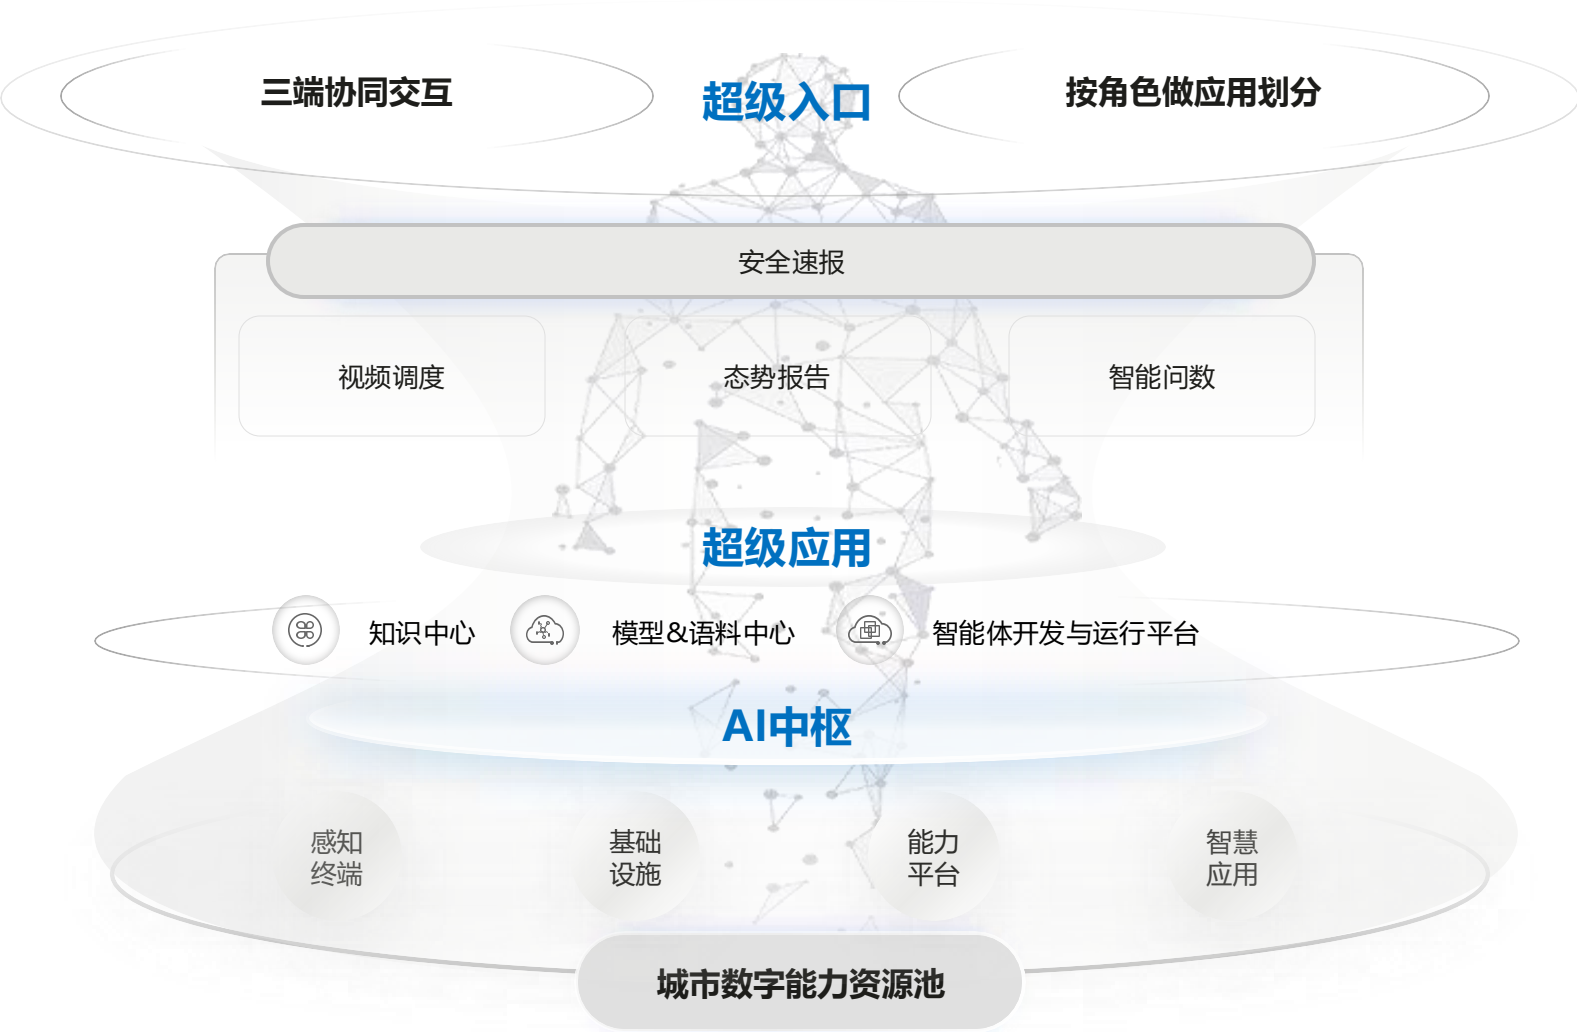 三端协同交互
超级入口
按角色做应用划分
安全速报
视频调度
态势报告
智能问数
超级应用
知识中心
模型&语料中心
智能体开发与运行平台
AI中枢
感知
终端
基础
设施
能力
平台
智慧
应用
城市数字能力资源池